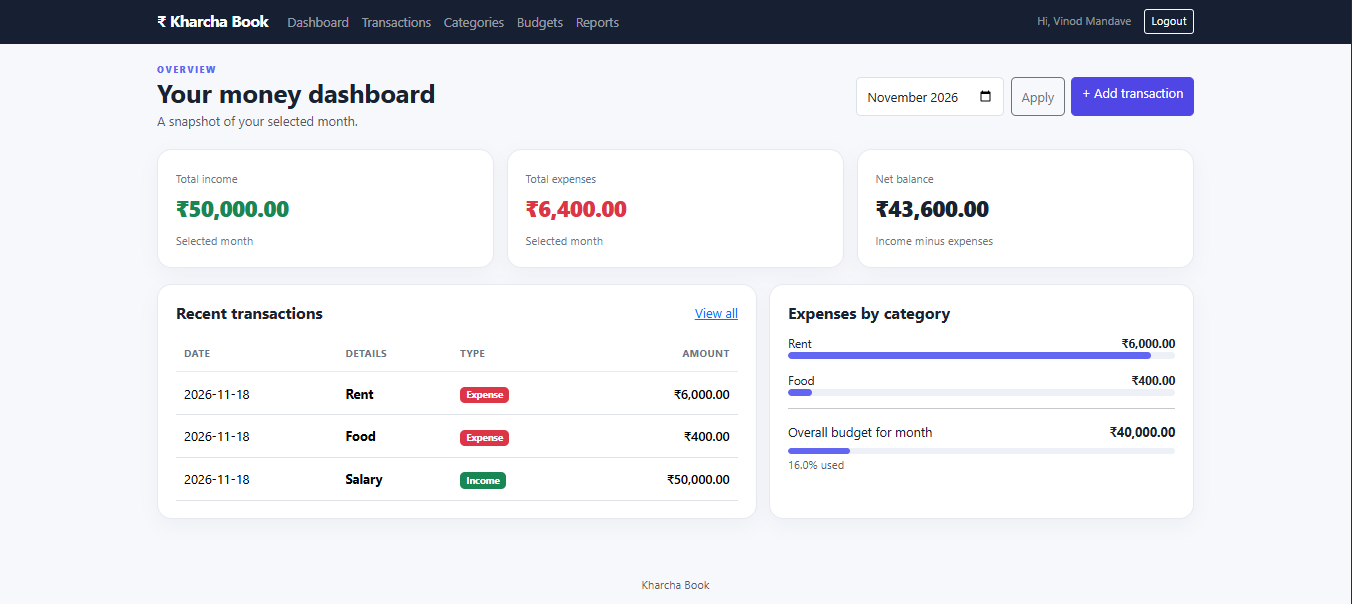 ₹ Kharcha Book Dashboard Transactions Categories Budgets Reports Hi, Vinod Mandave Logout
OVERVIEW
Your money dashboard
A snapshot of your selected month.
November 2026 Apply + Add transaction
Total income
₹50,000.00
Selected month
Total expenses
₹6,400.00
Selected month
Net balance
₹43,600.00
Income minus expenses
Recent transactions View all
DATE DETAILS TYPE AMOUNT
2026-11-18 Rent Expense ₹6,000.00
2026-11-18 Food Expense ₹400.00
2026-11-18 Salary Income ₹50,000.00
Expenses by category
Rent ₹6,000.00
Food ₹400.00
Overall budget for month ₹40,000.00
16.0% used
Kharcha Book